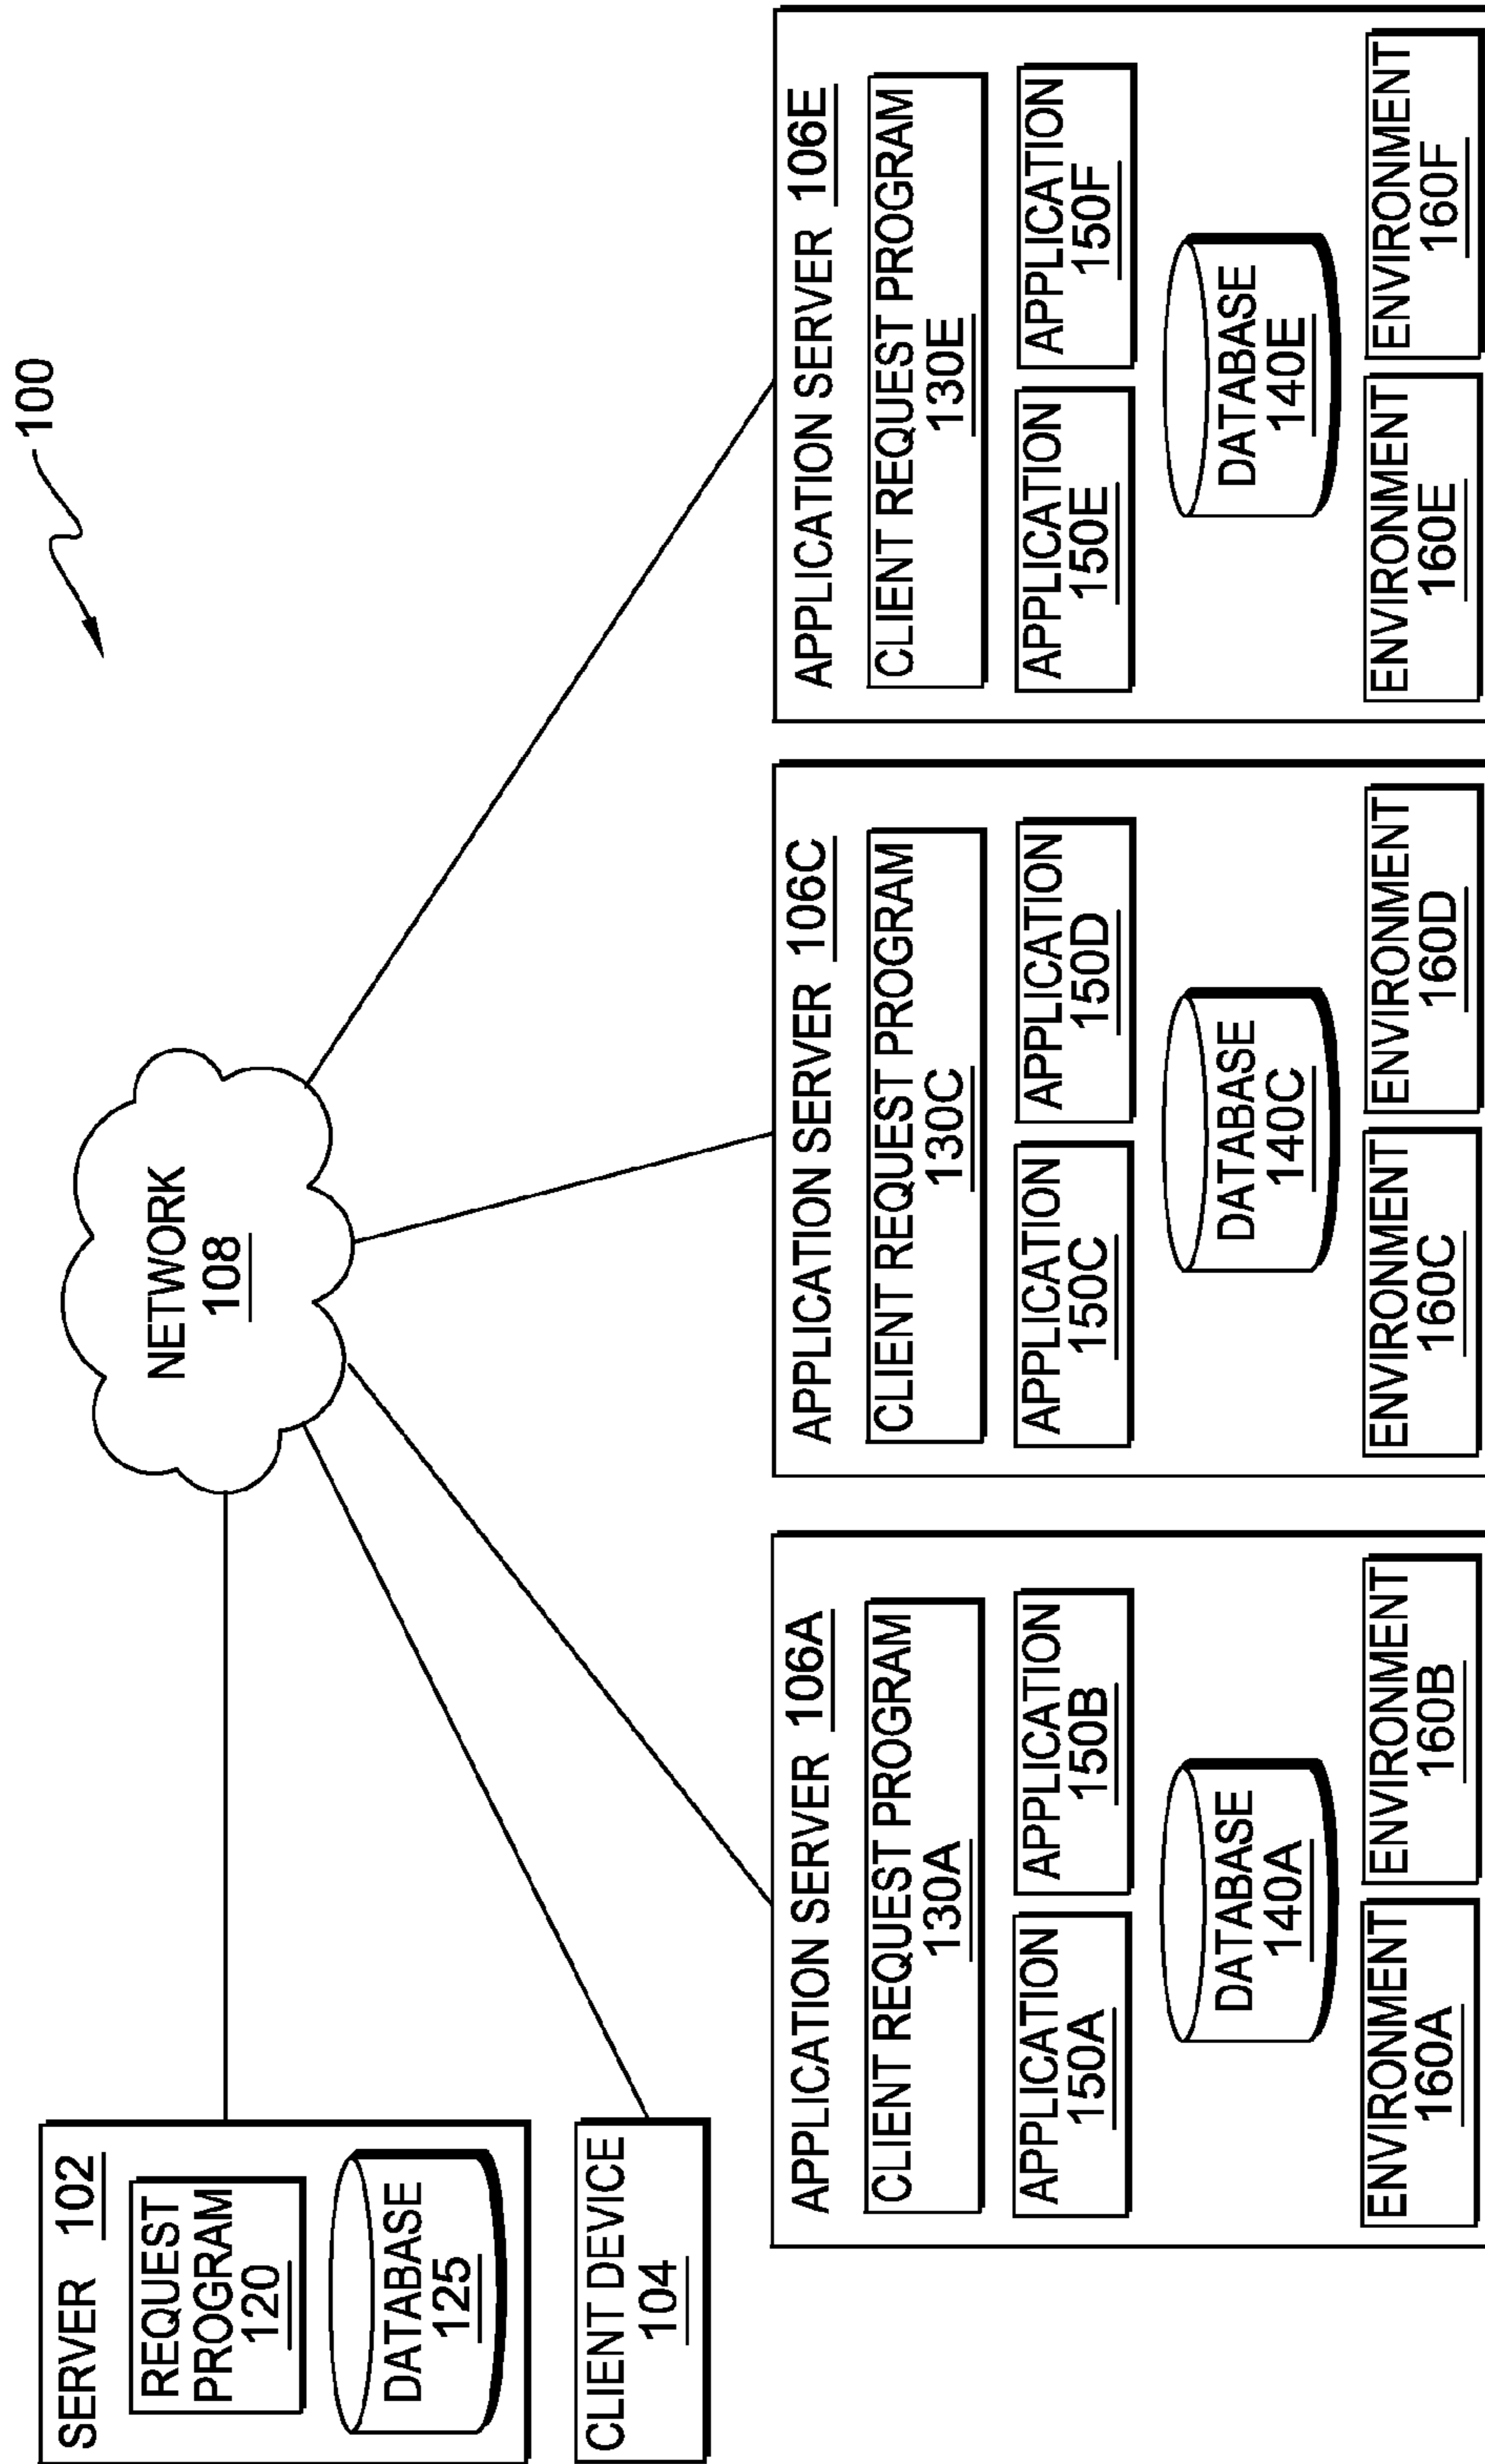 100
SERVER 102
REQUEST
PROGRAM
120
DATABASE
125
CLIENT DEVICE
104
NETWORK
108
APPLICATION SERVER 106A
CLIENT REQUEST PROGRAM
130A
APPLICATION
150A
APPLICATION
150B
DATABASE
140A
ENVIRONMENT
160A
ENVIRONMENT
160B
APPLICATION SERVER 106C
CLIENT REQUEST PROGRAM
130C
APPLICATION
150C
APPLICATION
150D
DATABASE
140C
ENVIRONMENT
160C
ENVIRONMENT
160D
APPLICATION SERVER 106E
CLIENT REQUEST PROGRAM
130E
APPLICATION
150E
APPLICATION
150F
DATABASE
140E
ENVIRONMENT
160E
ENVIRONMENT
160F